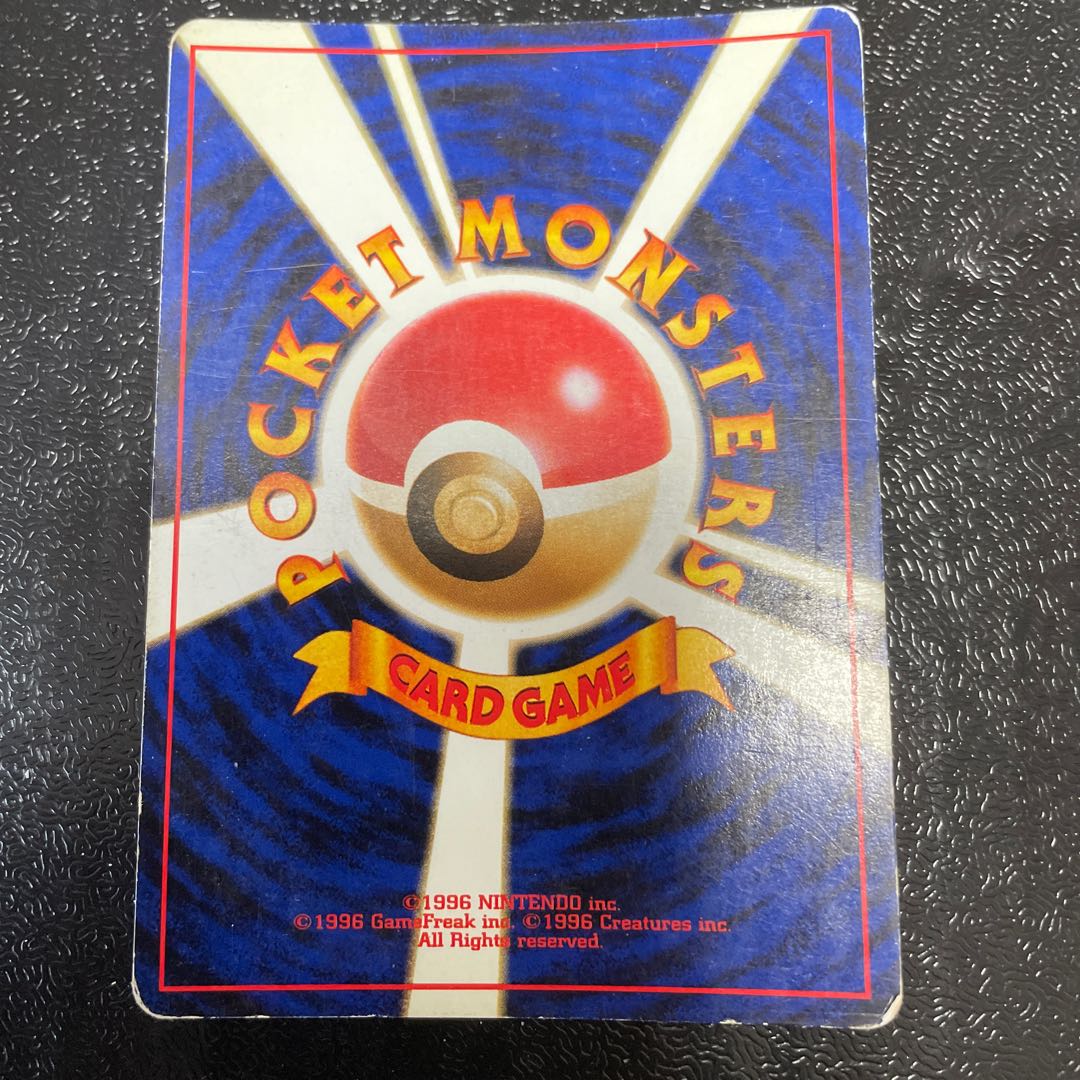 POCKET MONSTERS
CARD GAME
©1996 NINTENDO inc.
©1996 GameFreak inc. ©1996 Creatures inc.
All Rights reserved.